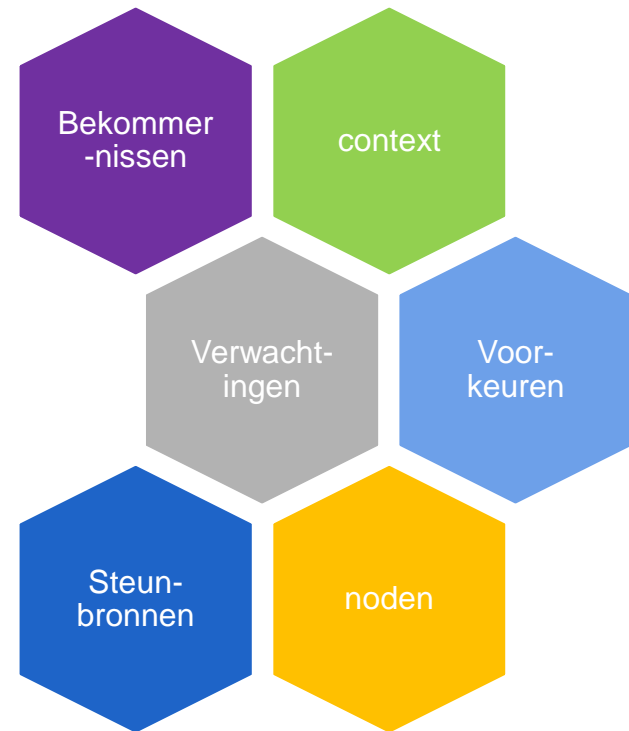 Bekommer
-nissen
context
Verwacht-
ingen
Voor-
keuren
Steun-
bronnen
noden